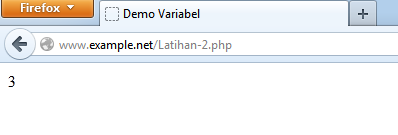 Firefox
Demo Variabel
www.example.net/Latihan-2.php
3